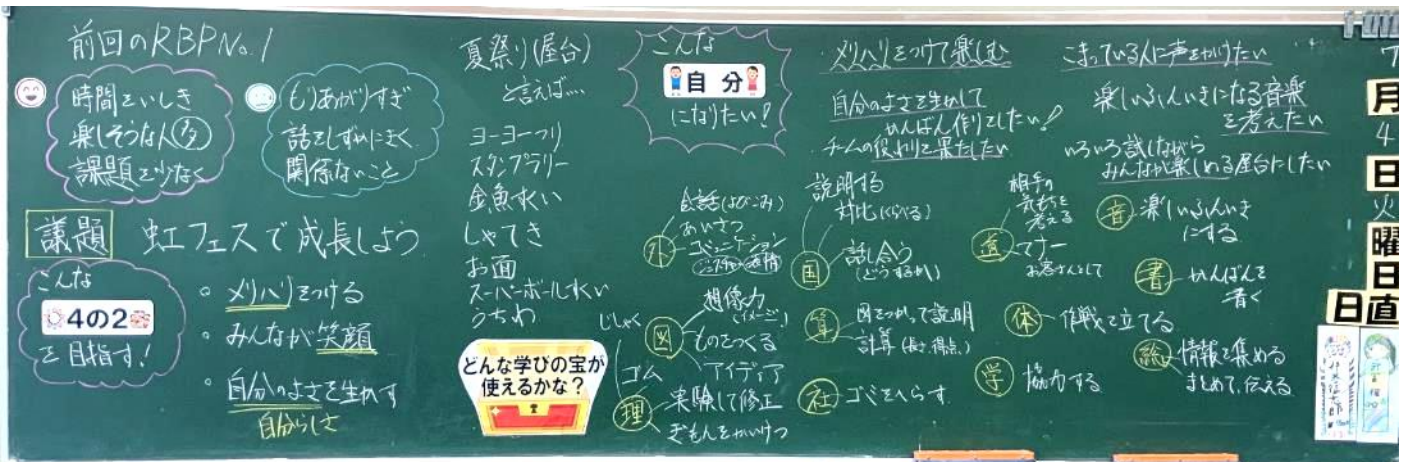 前回のRBPNo.1
時間をいしき
楽しそうな人
課題を少なく
もりあがりすぎ
話をしずかにきく
関係ないこと
議題 虹フェスで成長しよう
こんな
4の2
を目指す!
。メリハリをつける
。みんなが笑顔
。自分のよさを生かす
自分らしさ
夏祭り(屋台)
と言えば....
ヨーヨーつり
スタンプラリー
金魚すくい
しゃてき
お面
スーパーボールすくい
うちわ
どんな学びの宝が
使えるかな?
こんな
自分
になりたい!
メリハリをつけて楽しむ
自分のよさを生かして
かんばん作りをしたい!
チームの役わりを果たしたい
こまっている人に声をかけたい
楽しいふんいきになる音楽
を考えたい
いろいろ試しながら
みんなが楽しめる屋台にしたい
外
会話(よびこみ)
あいさつ
コミュニケーション
図
想像力
(イメージ)
ものをつくる
アイディア
理
じしゃく
ゴム
実験して修正
ぎもんをかいけつ
国
説明する
対比(くらべる)
話し合う
(どうするか)
算
図をつかって説明
計算(長さ、得点)
社 ゴミをへらす
道
相手の
気もちを
考える
マナー
お客さんとして
体 作戦を立てる
学 協力する
音 楽しいふんいき
にする
書 かんばんを
書く
総 情報を集める
まとめて、伝える
月
4
日
火
曜
日
日直